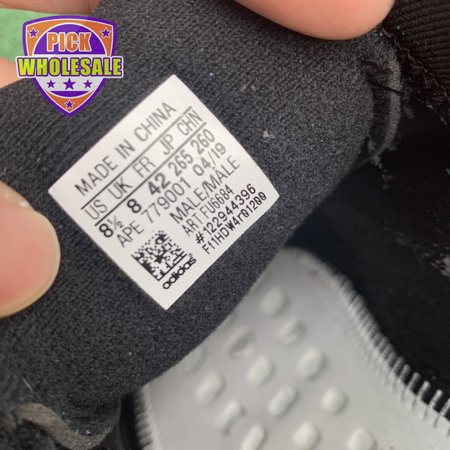 PICK
WHOLESALE
MADE IN CHINA
US UK FR JP CHN
8½ 8 42 265 260
APE 779001 04/19
MALE/MALE
ART FU6684
#122944396
F11HDW4F01200
adidas